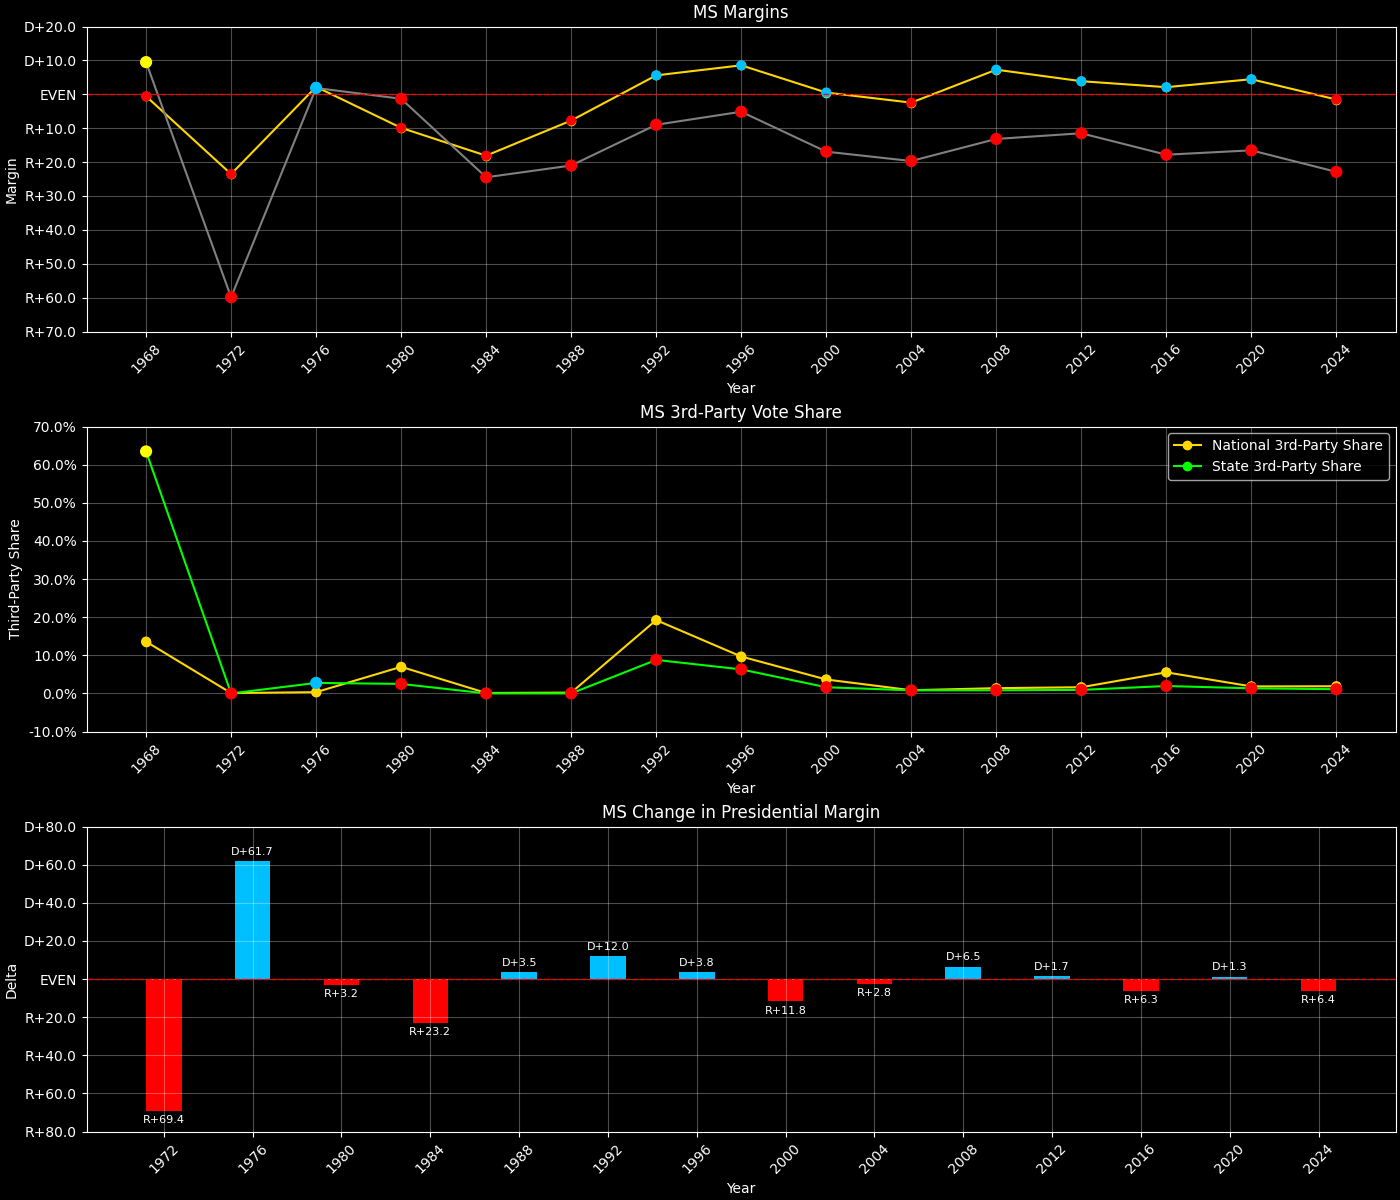 MS Margins
D+20.0
D+10.0
EVEN
R+10.0
R+20.0
R+30.0
R+40.0
R+50.0
R+60.0
R+70.0
Margin
1968 1972 1976 1980 1984 1988 1992 1996 2000 2004 2008 2012 2016 2020 2024
Year
MS 3rd-Party Vote Share
70.0%
60.0%
50.0%
40.0%
30.0%
20.0%
10.0%
0.0%
-10.0%
Third-Party Share
National 3rd-Party Share
State 3rd-Party Share
1968 1972 1976 1980 1984 1988 1992 1996 2000 2004 2008 2012 2016 2020 2024
Year
MS Change in Presidential Margin
D+80.0
D+60.0
D+40.0
D+20.0
EVEN
R+20.0
R+40.0
R+60.0
R+80.0
Delta
R+69.4
D+61.7
R+3.2
R+23.2
D+3.5
D+12.0
D+3.8
R+11.8
R+2.8
D+6.5
D+1.7
R+6.3
D+1.3
R+6.4
1972 1976 1980 1984 1988 1992 1996 2000 2004 2008 2012 2016 2020 2024
Year